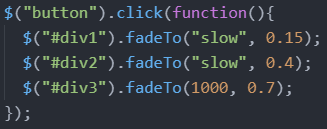 $("button").click(function(){
  $("#div1").fadeTo("slow", 0.15);
  $("#div2").fadeTo("slow", 0.4);
  $("#div3").fadeTo(1000, 0.7);
});